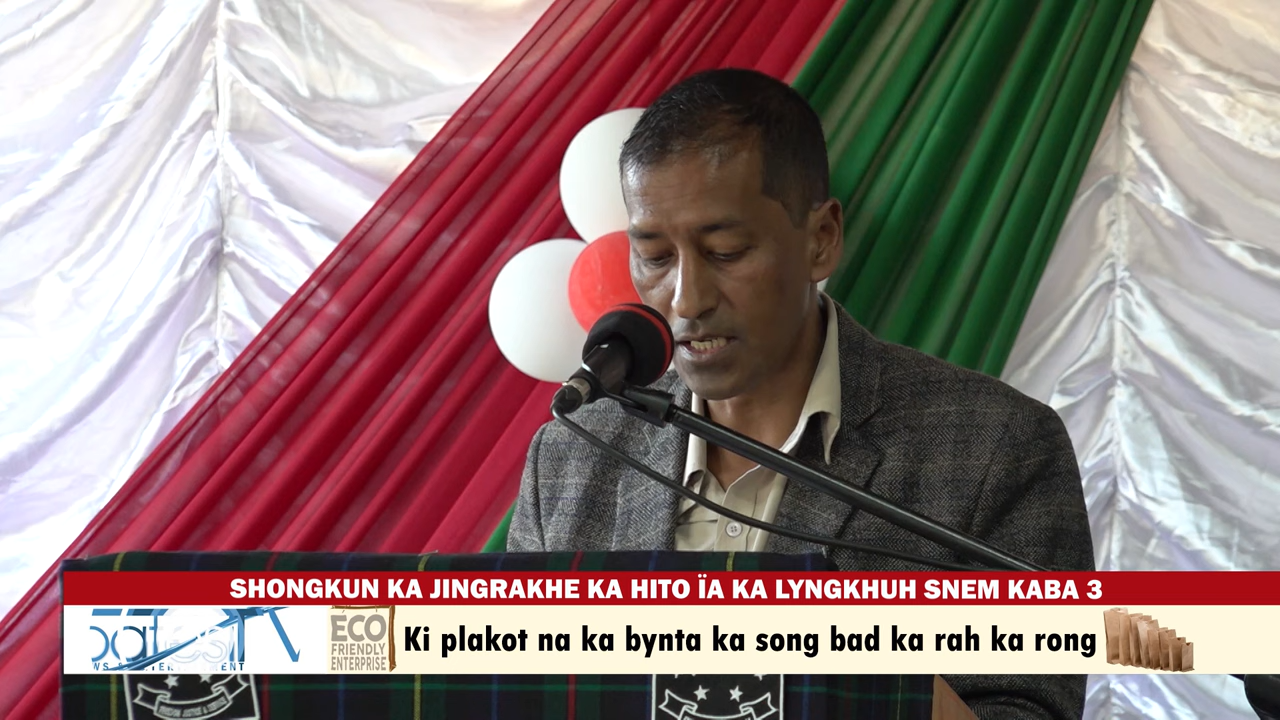 SHONGKUN KA JINGRAKHE KA HITO ÏA KA LYNGKHUH SNEM KABA 3
ECO
FRIENDLY
ENTERPRISE
Ki plakot na ka bynta ka song bad ka rah ka rong